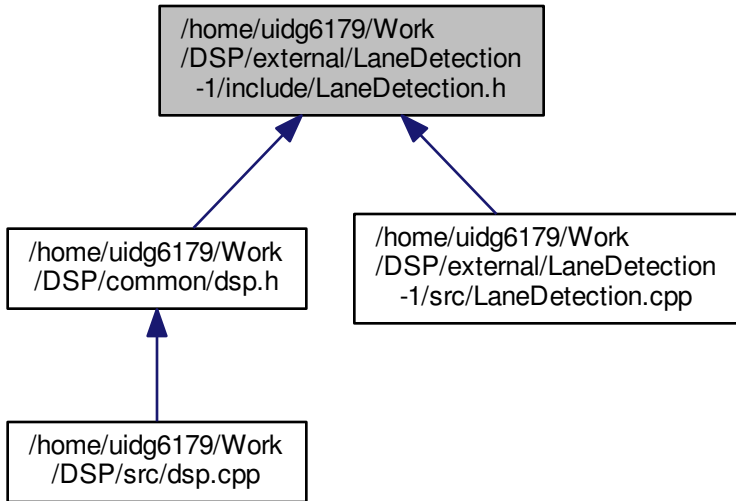 /home/uidg6179/Work
/DSP/external/LaneDetection
-1/include/LaneDetection.h
/home/uidg6179/Work
/DSP/common/dsp.h
/home/uidg6179/Work
/DSP/external/LaneDetection
-1/src/LaneDetection.cpp
/home/uidg6179/Work
/DSP/src/dsp.cpp